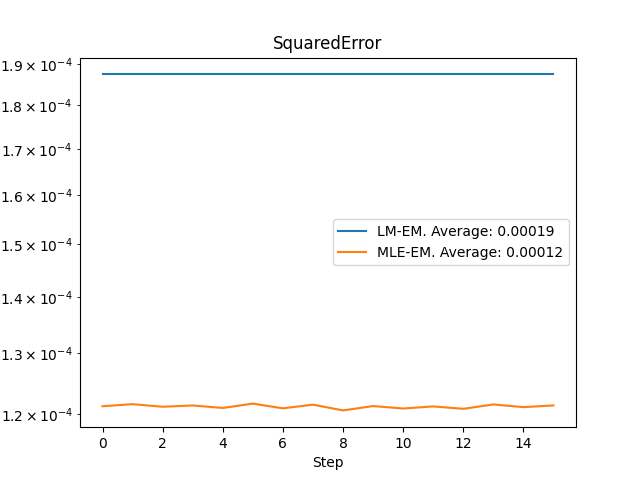 SquaredError
1.9 × 10⁻⁴
1.8 × 10⁻⁴
1.7 × 10⁻⁴
1.6 × 10⁻⁴
1.5 × 10⁻⁴
1.4 × 10⁻⁴
1.3 × 10⁻⁴
1.2 × 10⁻⁴
LM-EM. Average: 0.00019
MLE-EM. Average: 0.00012
0 2 4 6 8 10 12 14
Step